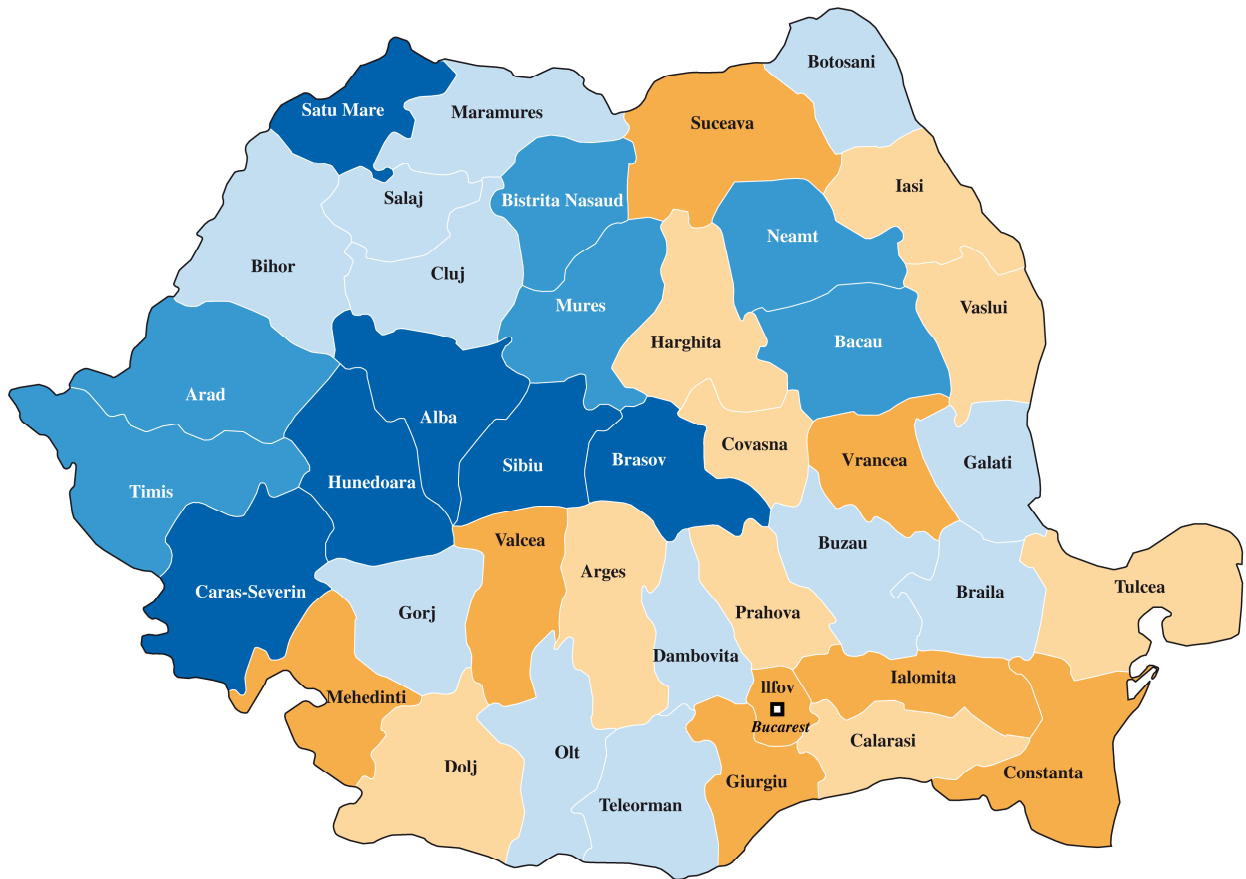 Botosani
Satu Mare
Maramures
Suceava
Iasi
Salaj
Bistrita Nasaud
Neamt
Bihor
Cluj
Mures
Vaslui
Harghita
Bacau
Arad
Alba
Covasna
Vrancea
Galati
Brasov
Sibiu
Hunedoara
Timis
Valcea
Buzau
Arges
Tulcea
Caras-Severin
Braila
Gorj
Prahova
Dambovita
Ialomita
Ilfov
Mehedinti
Bucarest
Calarasi
Olt
Dolj
Constanta
Giurgiu
Teleorman